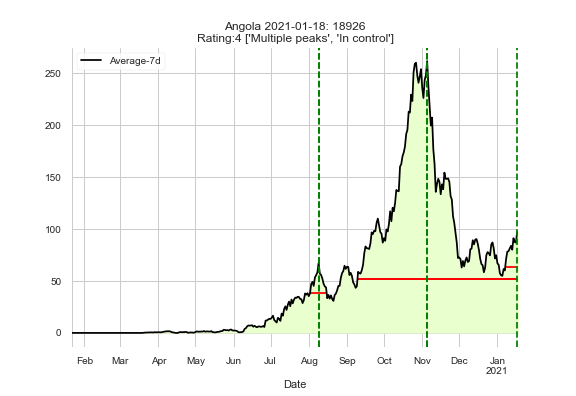 Angola 2021-01-18: 18926
Rating:4 ['Multiple peaks', 'In control']
Average-7d
250
200
150
100
50
0
Feb Mar Apr May Jun Jul Aug Sep Oct Nov Dec Jan
2021
Date